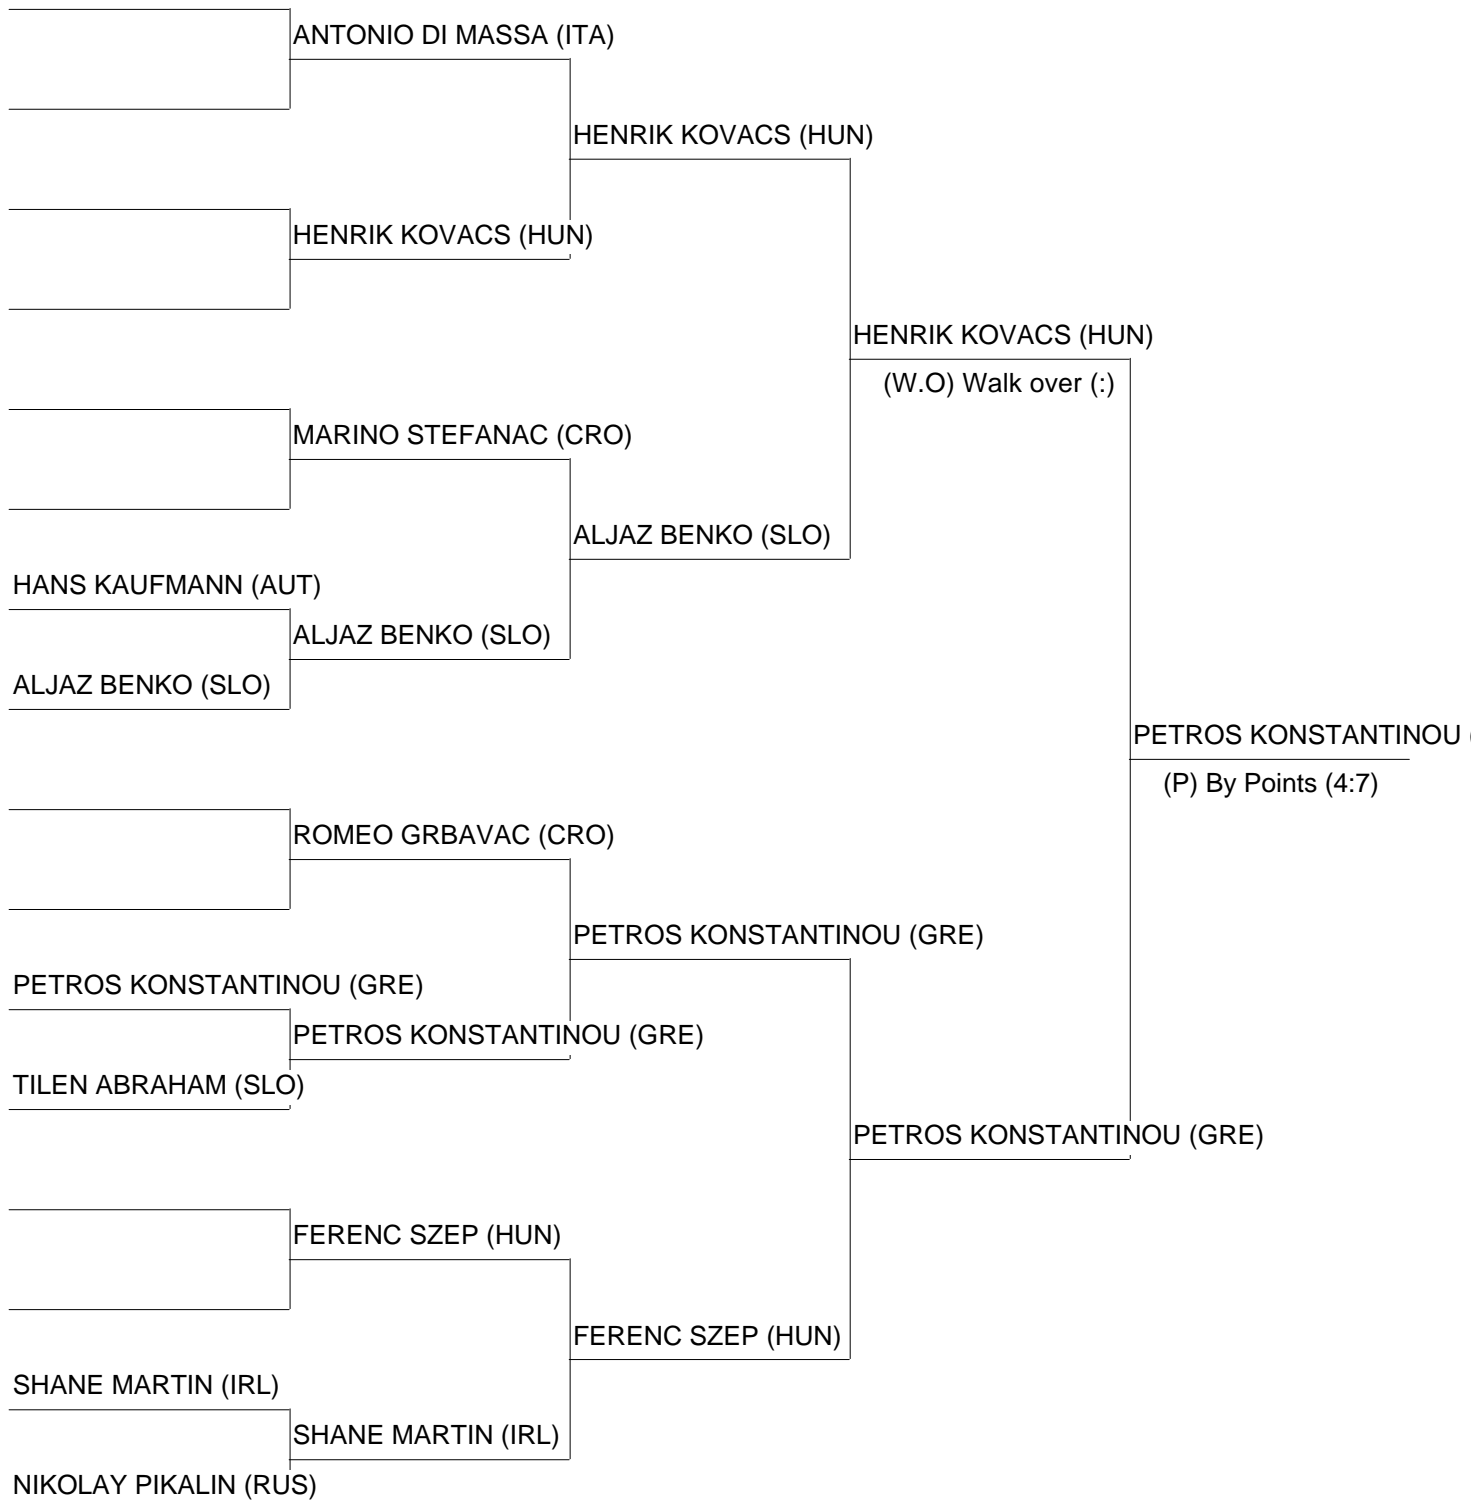 ANTONIO DI MASSA (ITA)
HENRIK KOVACS (HUN)
HENRIK KOVACS (HUN)
HENRIK KOVACS (HUN)
(W.O) Walk over (:)
MARINO STEFANAC (CRO)
ALJAZ BENKO (SLO)
HANS KAUFMANN (AUT)
ALJAZ BENKO (SLO)
ALJAZ BENKO (SLO)
PETROS KONSTANTINOU (
(P) By Points (4:7)
ROMEO GRBAVAC (CRO)
PETROS KONSTANTINOU (GRE)
PETROS KONSTANTINOU (GRE)
PETROS KONSTANTINOU (GRE)
TILEN ABRAHAM (SLO)
PETROS KONSTANTINOU (GRE)
FERENC SZEP (HUN)
FERENC SZEP (HUN)
SHANE MARTIN (IRL)
SHANE MARTIN (IRL)
NIKOLAY PIKALIN (RUS)